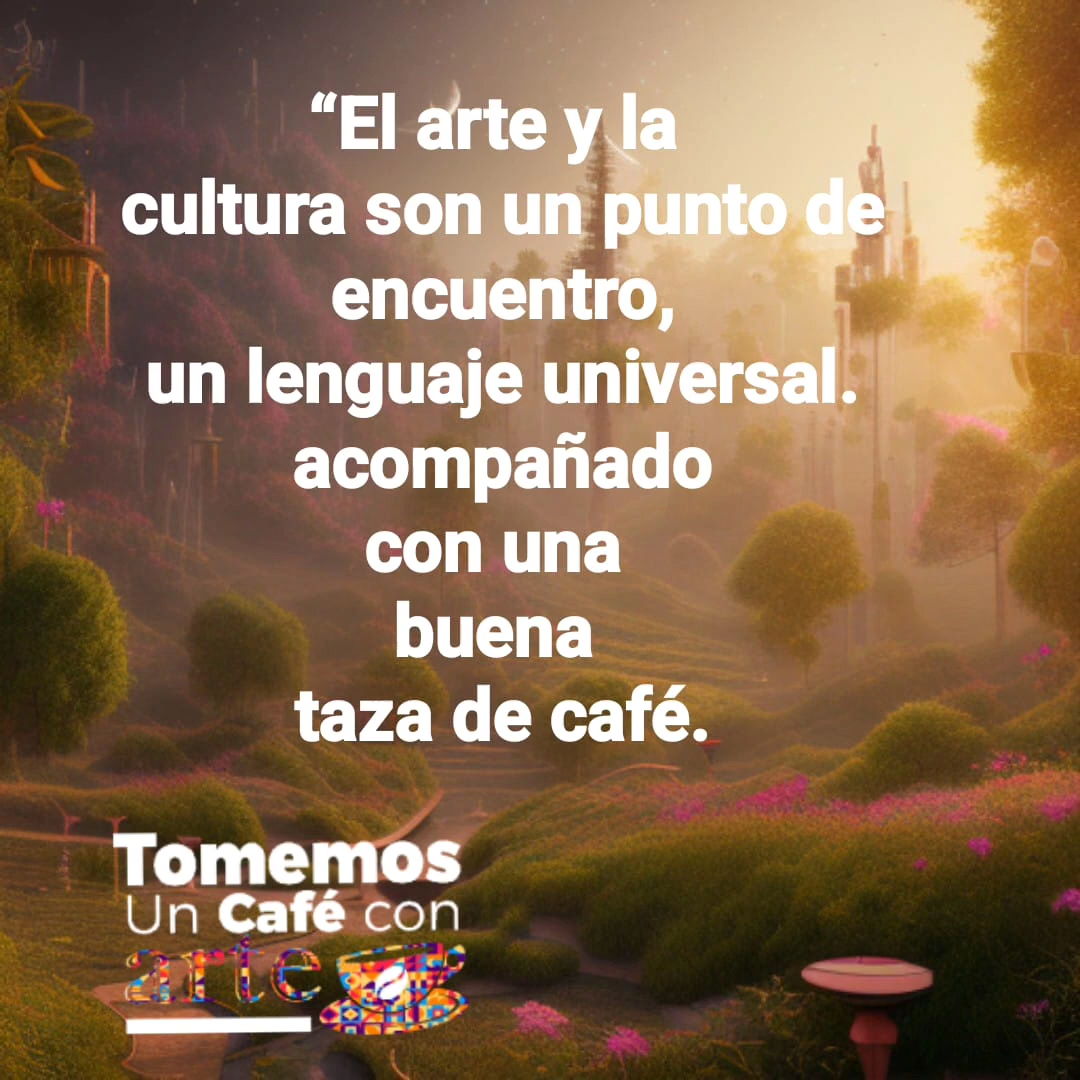 “El arte y la
cultura son un punto de
encuentro,
un lenguaje universal.
acompañado
con una
buena
taza de café.
Tomemos
Un Café con
arte